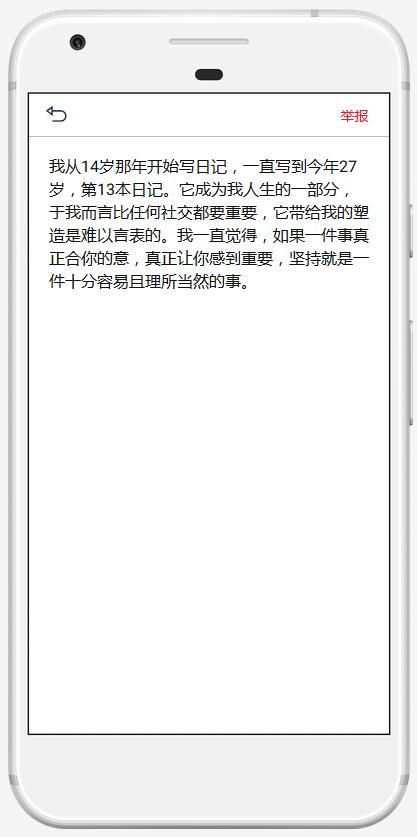 举报
我从14岁那年开始写日记，一直写到今年27
岁，第13本日记。它成为我人生的一部分，
于我而言比任何社交都要重要，它带给我的塑
造是难以言表的。我一直觉得，如果一件事真
正合你的意，真正让你感到重要，坚持就是一
件十分容易且理所当然的事。